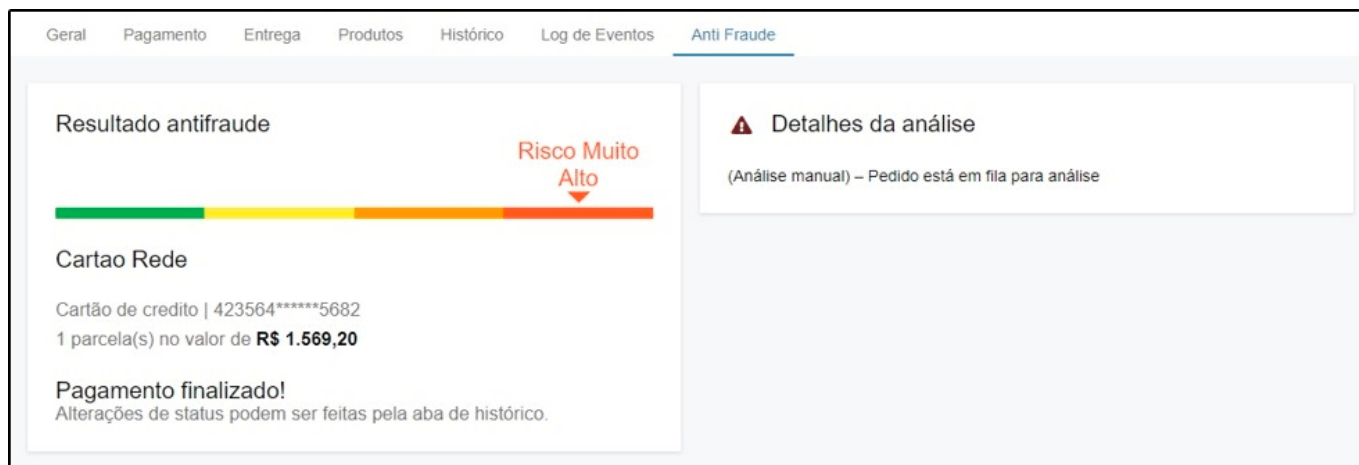 Geral Pagamento Entrega Produtos Histórico Log de Eventos Anti Fraude
Resultado antifraude
Risco Muito
Alto
Cartao Rede
Cartão de credito | 423564******5682
1 parcela(s) no valor de R$ 1.569,20
Pagamento finalizado!
Alterações de status podem ser feitas pela aba de histórico.
Detalhes da análise
(Análise manual) – Pedido está em fila para análise